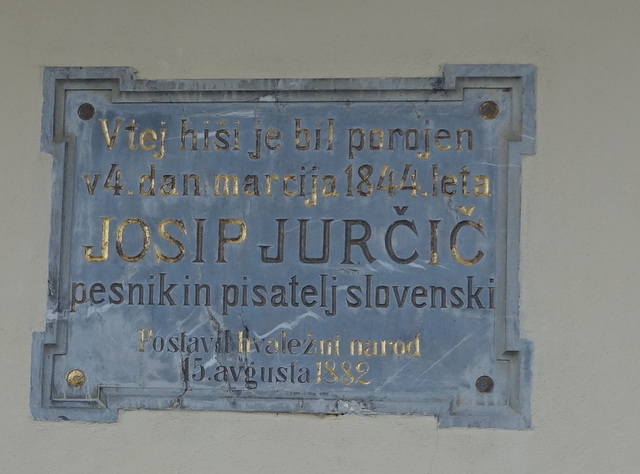 V tej hiši je bil porojen
v 4. dan marcija 1844. leta
JOSIP JURČIČ
pesnik in pisatelj slovenski
Postavil hvaležni narod
15. avgusta 1882